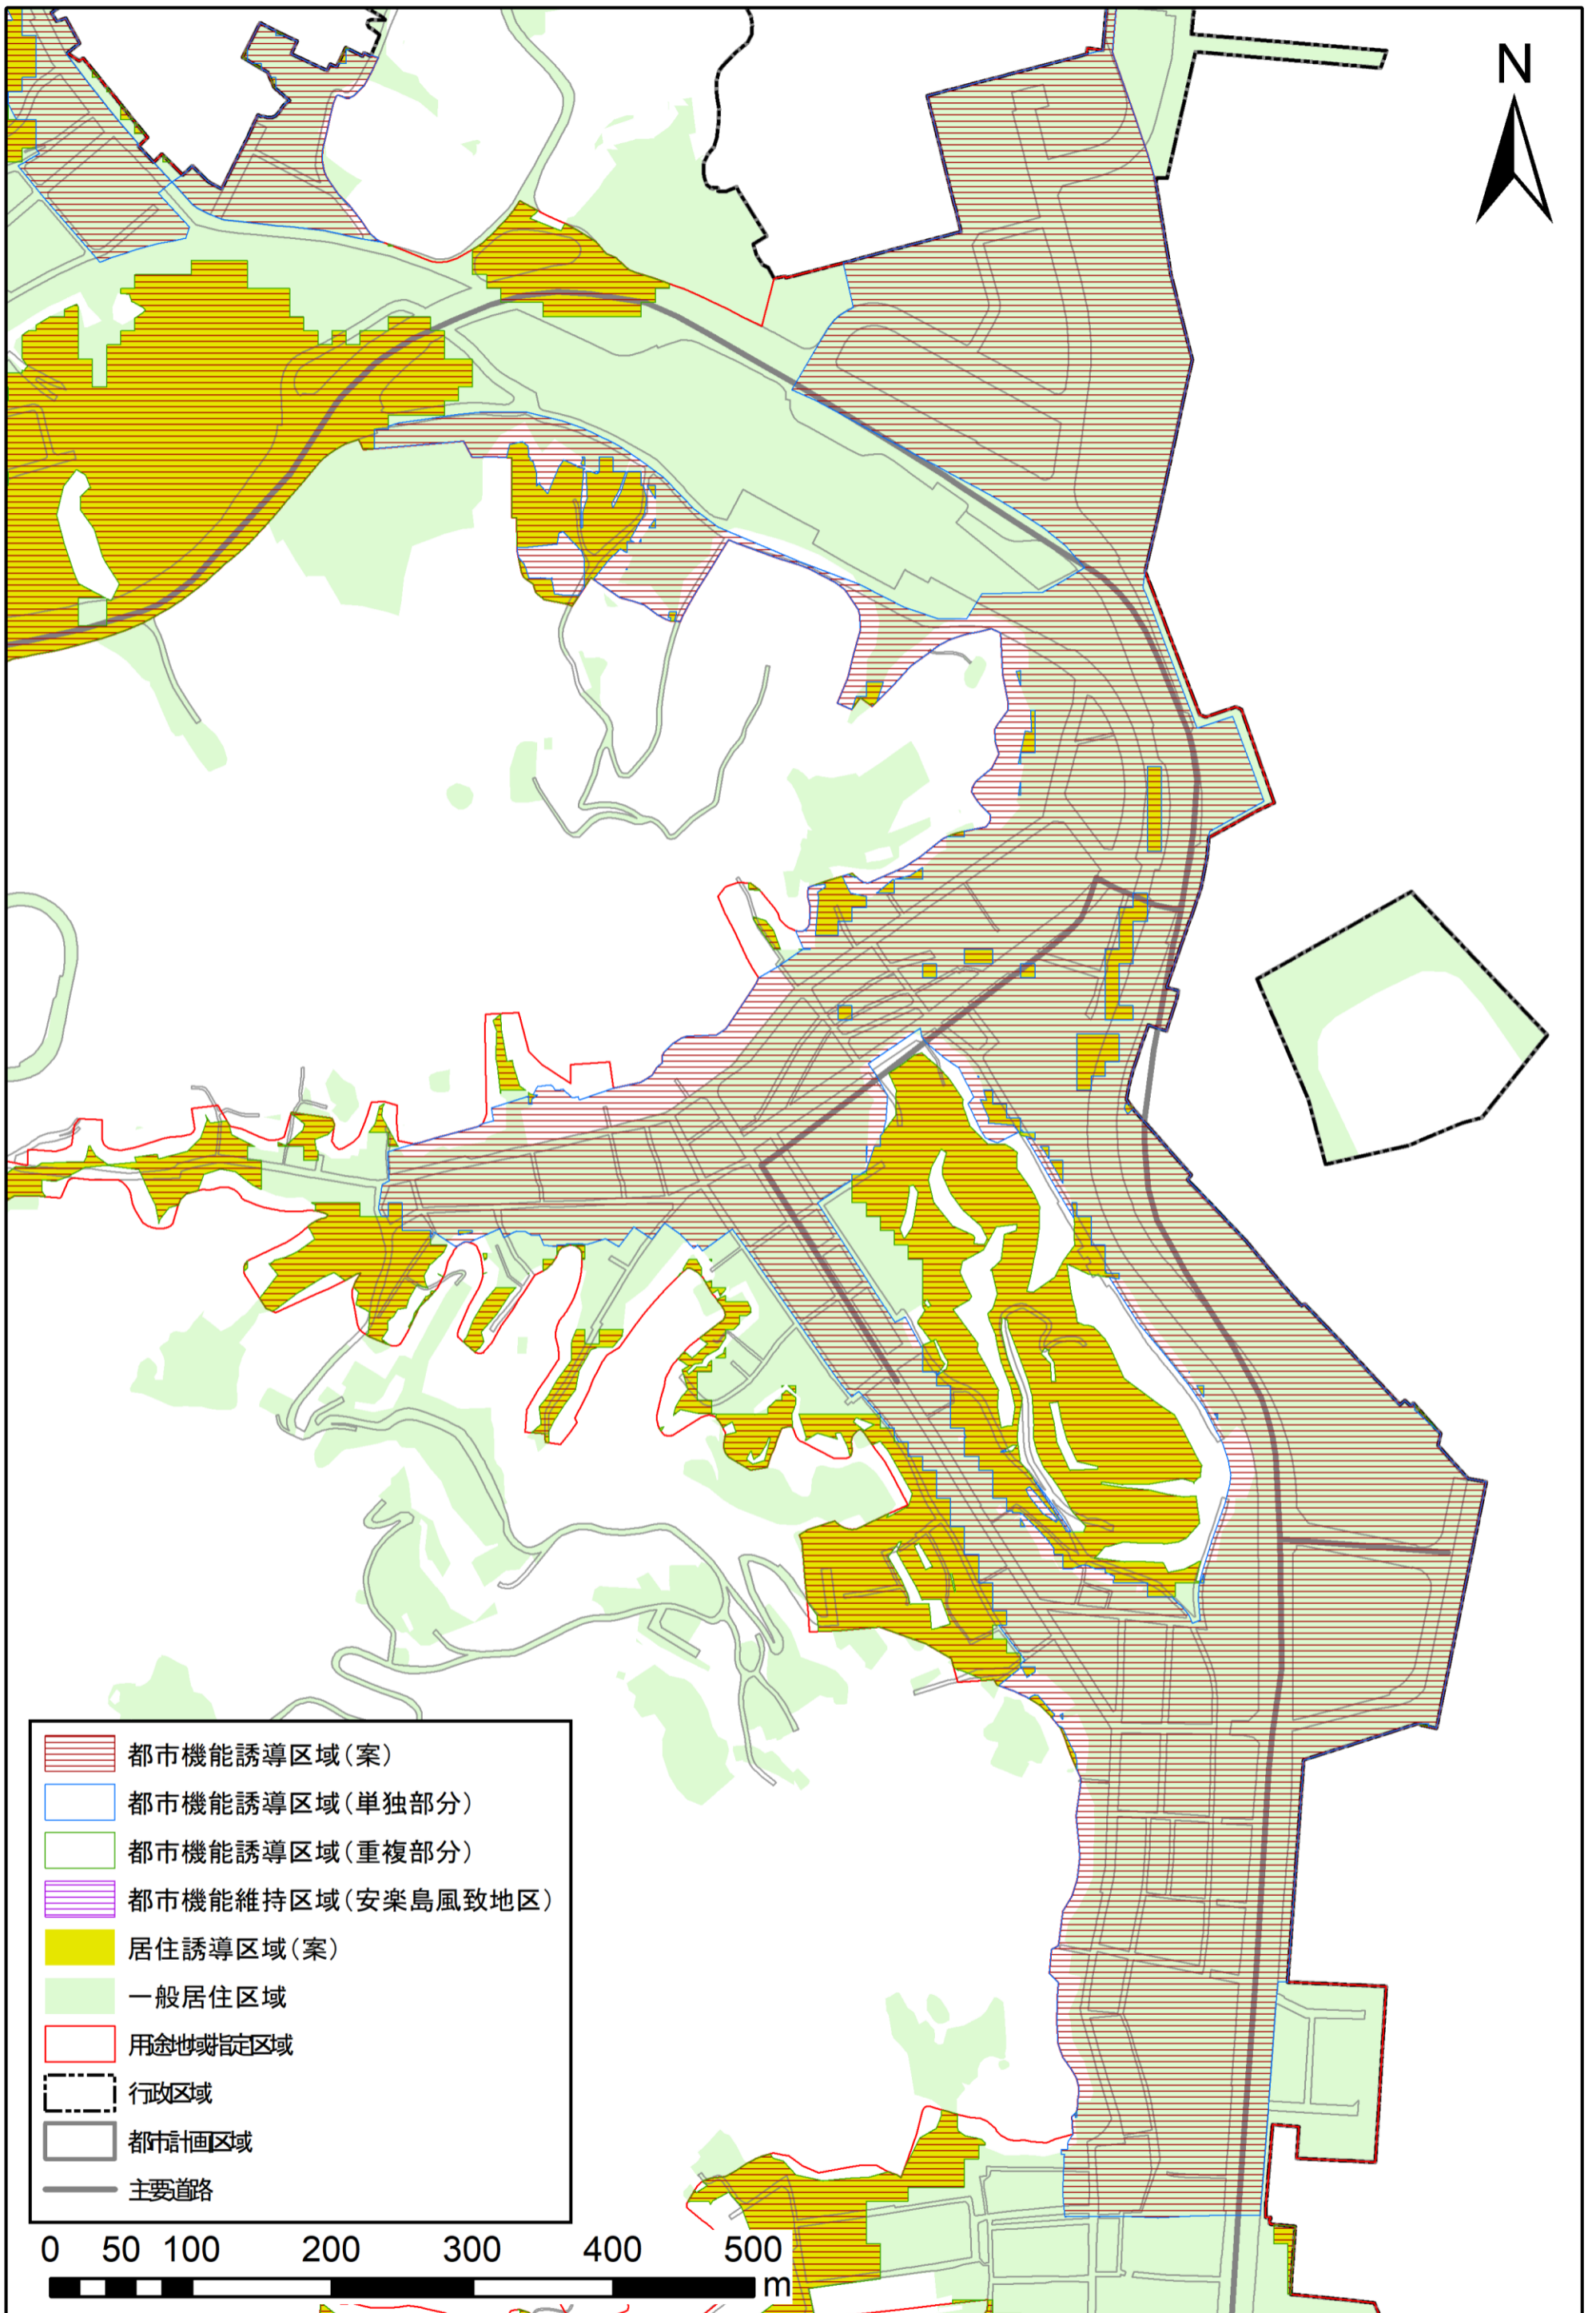 N
都市機能誘導区域(案)
都市機能誘導区域(単独部分)
都市機能誘導区域(重複部分)
都市機能維持区域(安楽島風致地区)
居住誘導区域(案)
一般居住区域
用途地域指定区域
行政区域
都市計画区域
主要道路
0 50 100 200 300 400 500
m